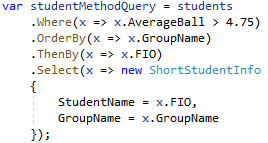 var studentMethodQuery = students
.Where(x => x.AverageBall > 4.75)
.OrderBy(x => x.GroupName)
.ThenBy(x => x.FIO)
.Select(x => new ShortStudentInfo
{
StudentName = x.FIO,
GroupName = x.GroupName
});